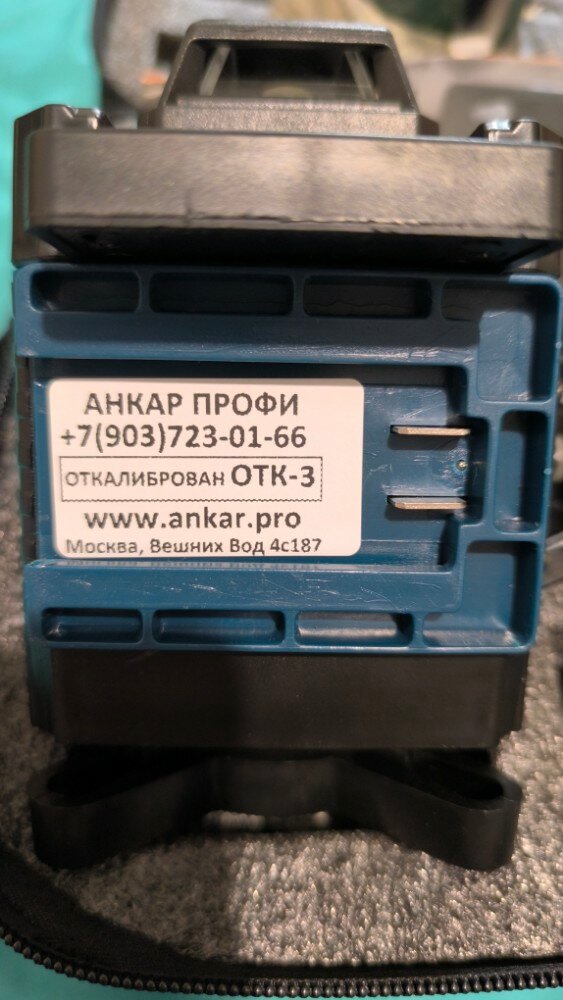 АНКАР ПРОФИ
+7(903)723-01-66
ОТКАЛИБРОВАН ОТК-3
www.ankar.pro
Москва, Вешних Вод 4с187